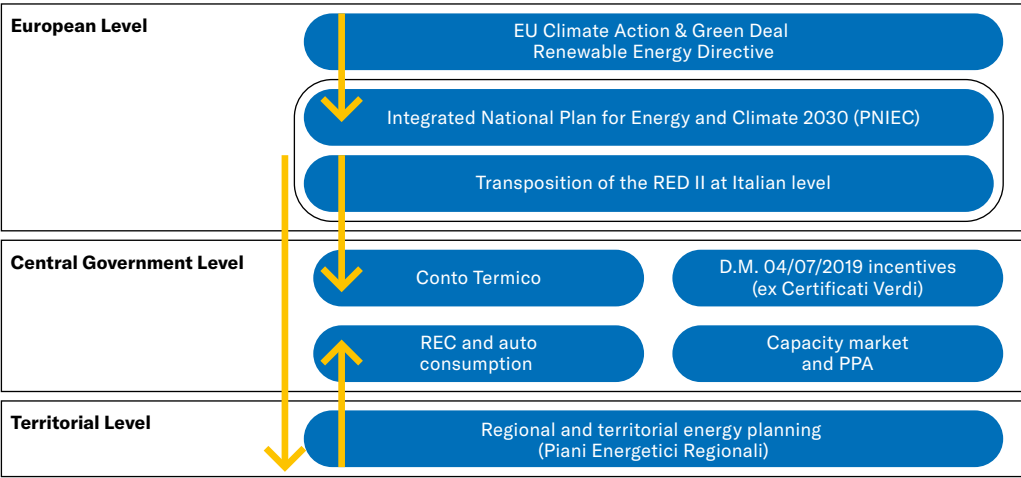 European Level
EU Climate Action & Green Deal
Renewable Energy Directive
Integrated National Plan for Energy and Climate 2030 (PNIEC)
Transposition of the RED II at Italian level
Central Government Level
Conto Termico
D.M. 04/07/2019 incentives
(ex Certificati Verdi)
REC and auto
consumption
Capacity market
and PPA
Territorial Level
Regional and territorial energy planning
(Piani Energetici Regionali)